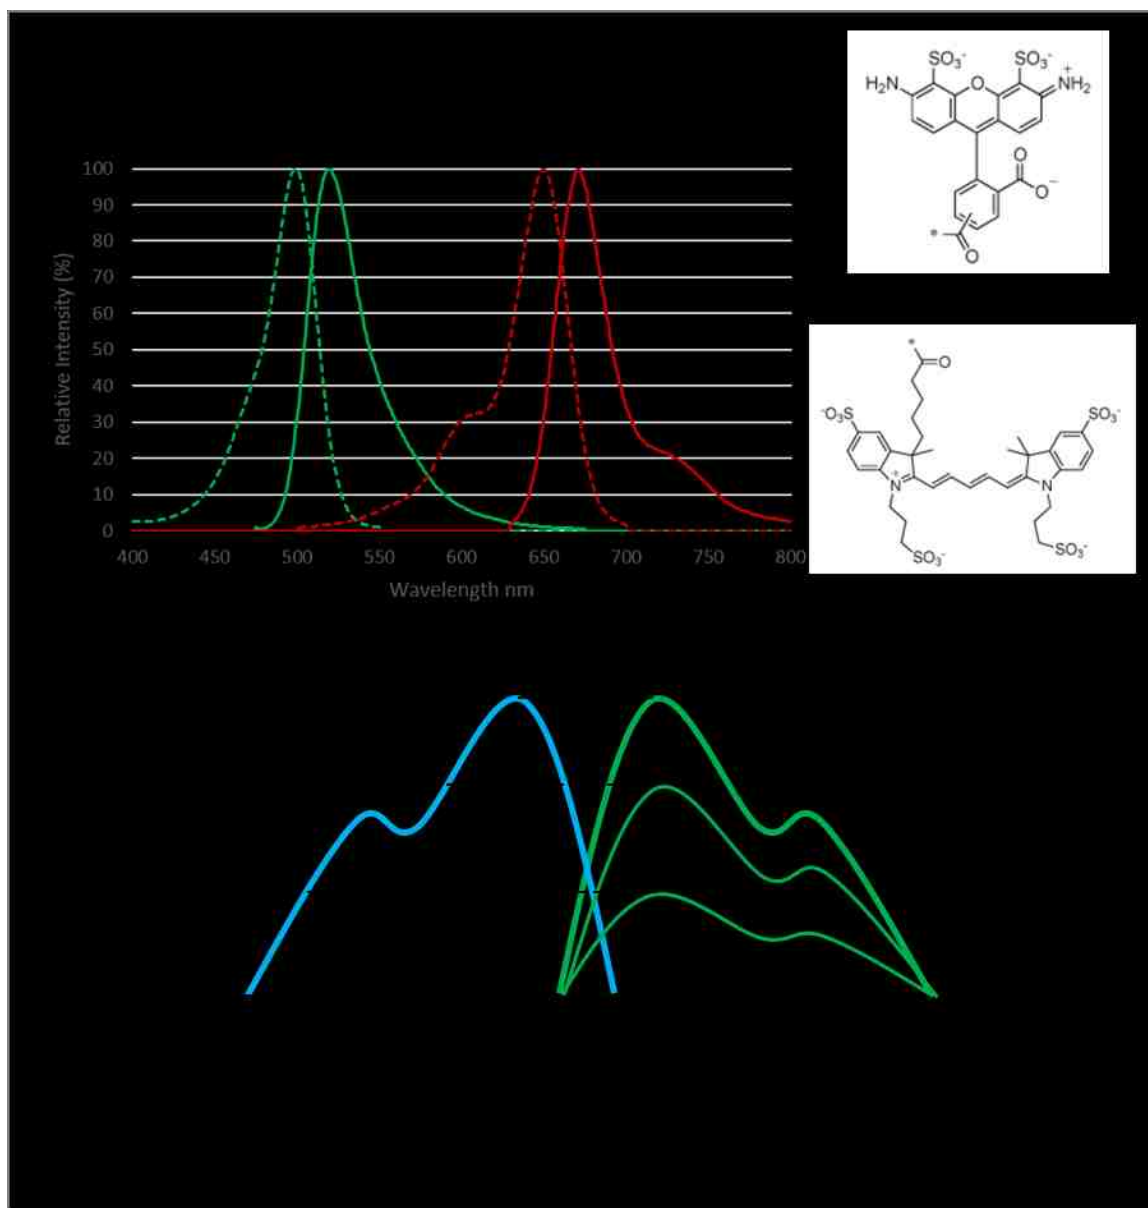 100
90
80
70
60
50
40
30
20
10
0
Relative Intensity (%)
400 450 500 550 600 650 700 750 800
Wavelength nm
SO₃⁻ SO₃⁻
H₂N O NH₂⁺
O
O⁻
*
O
*
O
⁻O₃S SO₃⁻
N⁺ N
SO₃⁻ SO₃⁻